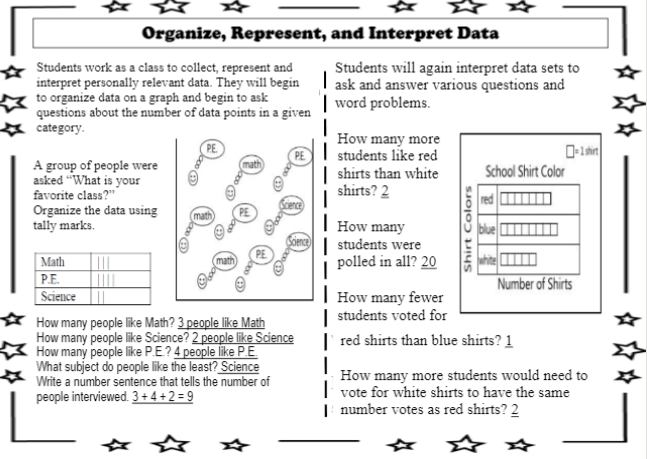 Organize, Represent, and Interpret Data
Students work as a class to collect, represent and
interpret personally relevant data. They will begin
to organize data on a graph and begin to ask
questions about the number of data points in a given
category.
A group of people were
asked “What is your
favorite class?”
Organize the data using
tally marks.
P.E.
math
P.E.
math
P.E.
Science
math
P.E.
Science
Math |||
P.E. ||||
Science ||
How many people like Math? 3 people like Math
How many people like Science? 2 people like Science
How many people like P.E.? 4 people like P.E.
What subject do people like the least? Science
Write a number sentence that tells the number of
people interviewed. 3 + 4 + 2 = 9
Students will again interpret data sets to
ask and answer various questions and
word problems.
How many more
students like red
shirts than white
shirts? 2
How many
students were
polled in all? 20
How many fewer
students voted for
red shirts than blue shirts? 1
How many more students would need to
vote for white shirts to have the same
number votes as red shirts? 2
=1 shirt
School Shirt Color
Shirt Colors
red
blue
white
Number of Shirts